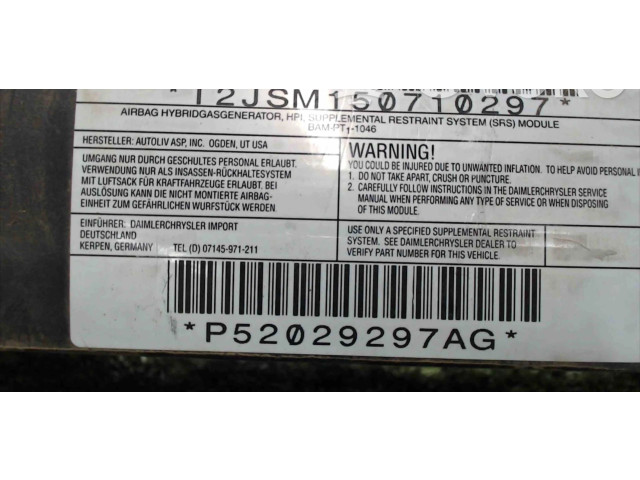 *T2JSM150710297*
AIRBAG HYBRIDGASGENERATOR, HPI, SUPPLEMENTAL RESTRAINT SYSTEM (SRS) MODULE
BAM-PT1-1046
HERSTELLER: AUTOLIV ASP, INC. OGDEN, UT USA
UMGANG NUR DURCH GESCHULTES PERSONAL ERLAUBT.
VERWENDUNG NUR ALS INSASSEN-RÜCKHALTESYSTEM
MIT LUFTSACK FÜR KRAFTFAHRZEUGE ERLAUBT. BEI
AUSLÖSUNG KANN DIE NICHT MONTIERTE AIRBAG-
EINHEIT ZUM GEWORFENEN WURFSTÜCK WERDEN.
EINFÜHRER: DAIMLERCHRYSLER IMPORT
DEUTSCHLAND
KERPEN, GERMANY TEL (D) 07145-971-211
WARNING!
YOU COULD BE INJURED DUE TO UNWANTED INFLATION. TO HELP AVOID PERSONAL
1. DO NOT TAKE APART, CRUSH OR PUNCTURE.
2. CAREFULLY FOLLOW INSTRUCTIONS IN THE DAIMLERCHRYSLER SERVICE
MANUAL WHEN PERFORMING ANY TYPE OF SERVICE OR WHEN DISPOSING
OF THIS MODULE.
USE ONLY A SPECIFIED SUPPLEMENTAL RESTRAINT
SYSTEM. SEE DAIMLERCHRYSLER DEALER TO
VERIFY PART NUMBER FOR THIS VEHICLE.
*P52029297AG*